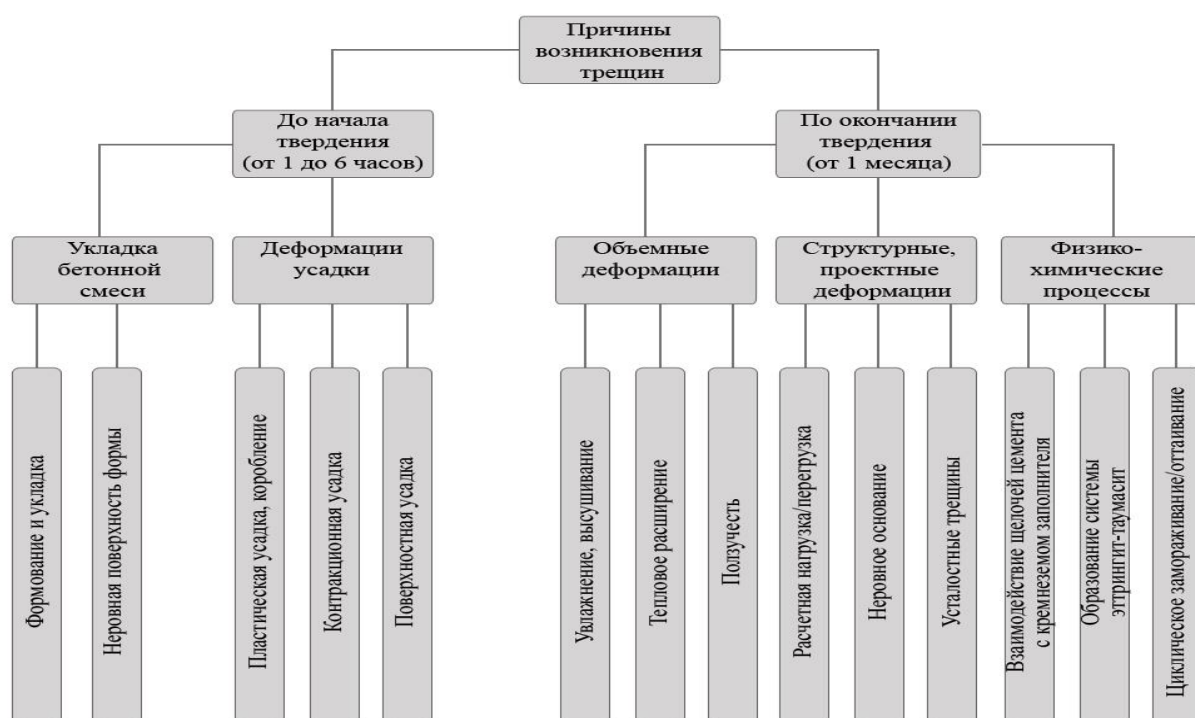 Причины
возникновения
трещин
До начала
твердения
(от 1 до 6 часов)
По окончании
твердения
(от 1 месяца)
Укладка
бетонной
смеси
Деформации
усадки
Объемные
деформации
Структурные,
проектные
деформации
Физико-
химические
процессы
Формование и укладка
Неровная поверхность формы
Пластическая усадка, коробление
Контракционная усадка
Поверхностная усадка
Увлажнение, высушивание
Тепловое расширение
Ползучесть
Расчетная нагрузка/перегрузка
Неровное основание
Усталостные трещины
Взаимодействие щелочей цемента
с кремнеземом заполнителя
Образование системы
эттрингит-таумасит
Циклическое замораживание/оттаивание